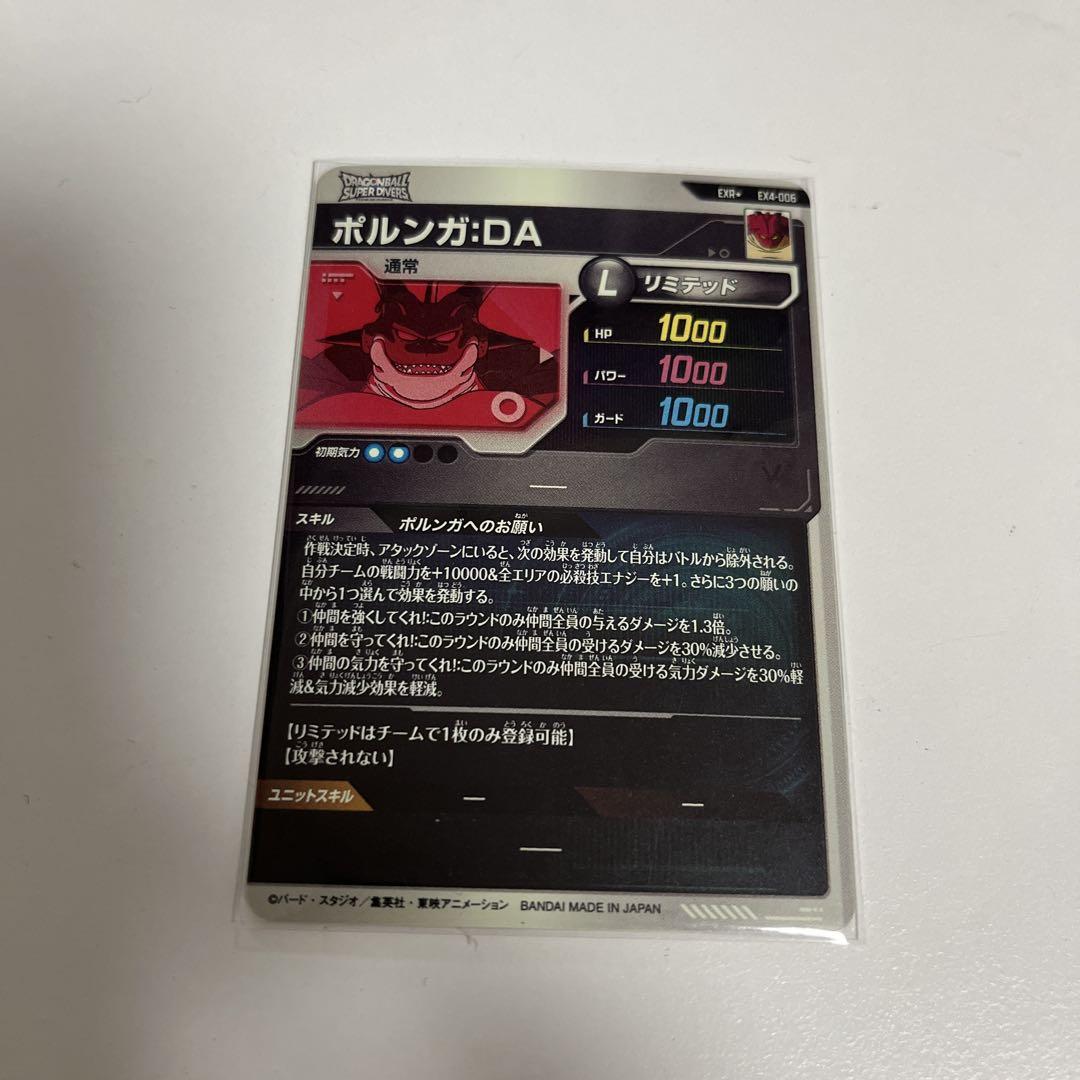 DRAGONBALL
SUPER DIVERS
EXR★ EX4-006
ポルンガ:DA
通常
L リミテッド
HP 1000
パワー 1000
ガード 1000
初期気力
スキル ポルンガへのお願い
作戦決定時、アタックゾーンにいると、次の効果を発動して自分はバトルから除外される。
自分チームの戦闘力を+10000&全エリアの必殺技エナジーを+1。さらに3つの願いの
中から1つ選んで効果を発動する。
①仲間を強くしてくれ!:このラウンドのみ仲間全員の与えるダメージを1.3倍。
②仲間を守ってくれ!:このラウンドのみ仲間全員の受けるダメージを30%減少させる。
③仲間の気力を守ってくれ!:このラウンドのみ仲間全員の受ける気力ダメージを30%軽
減&気力減少効果を軽減。
【リミテッドはチームで1枚のみ登録可能】
【攻撃されない】
ユニットスキル — —
—
©バード・スタジオ/集英社・東映アニメーション BANDAI MADE IN JAPAN